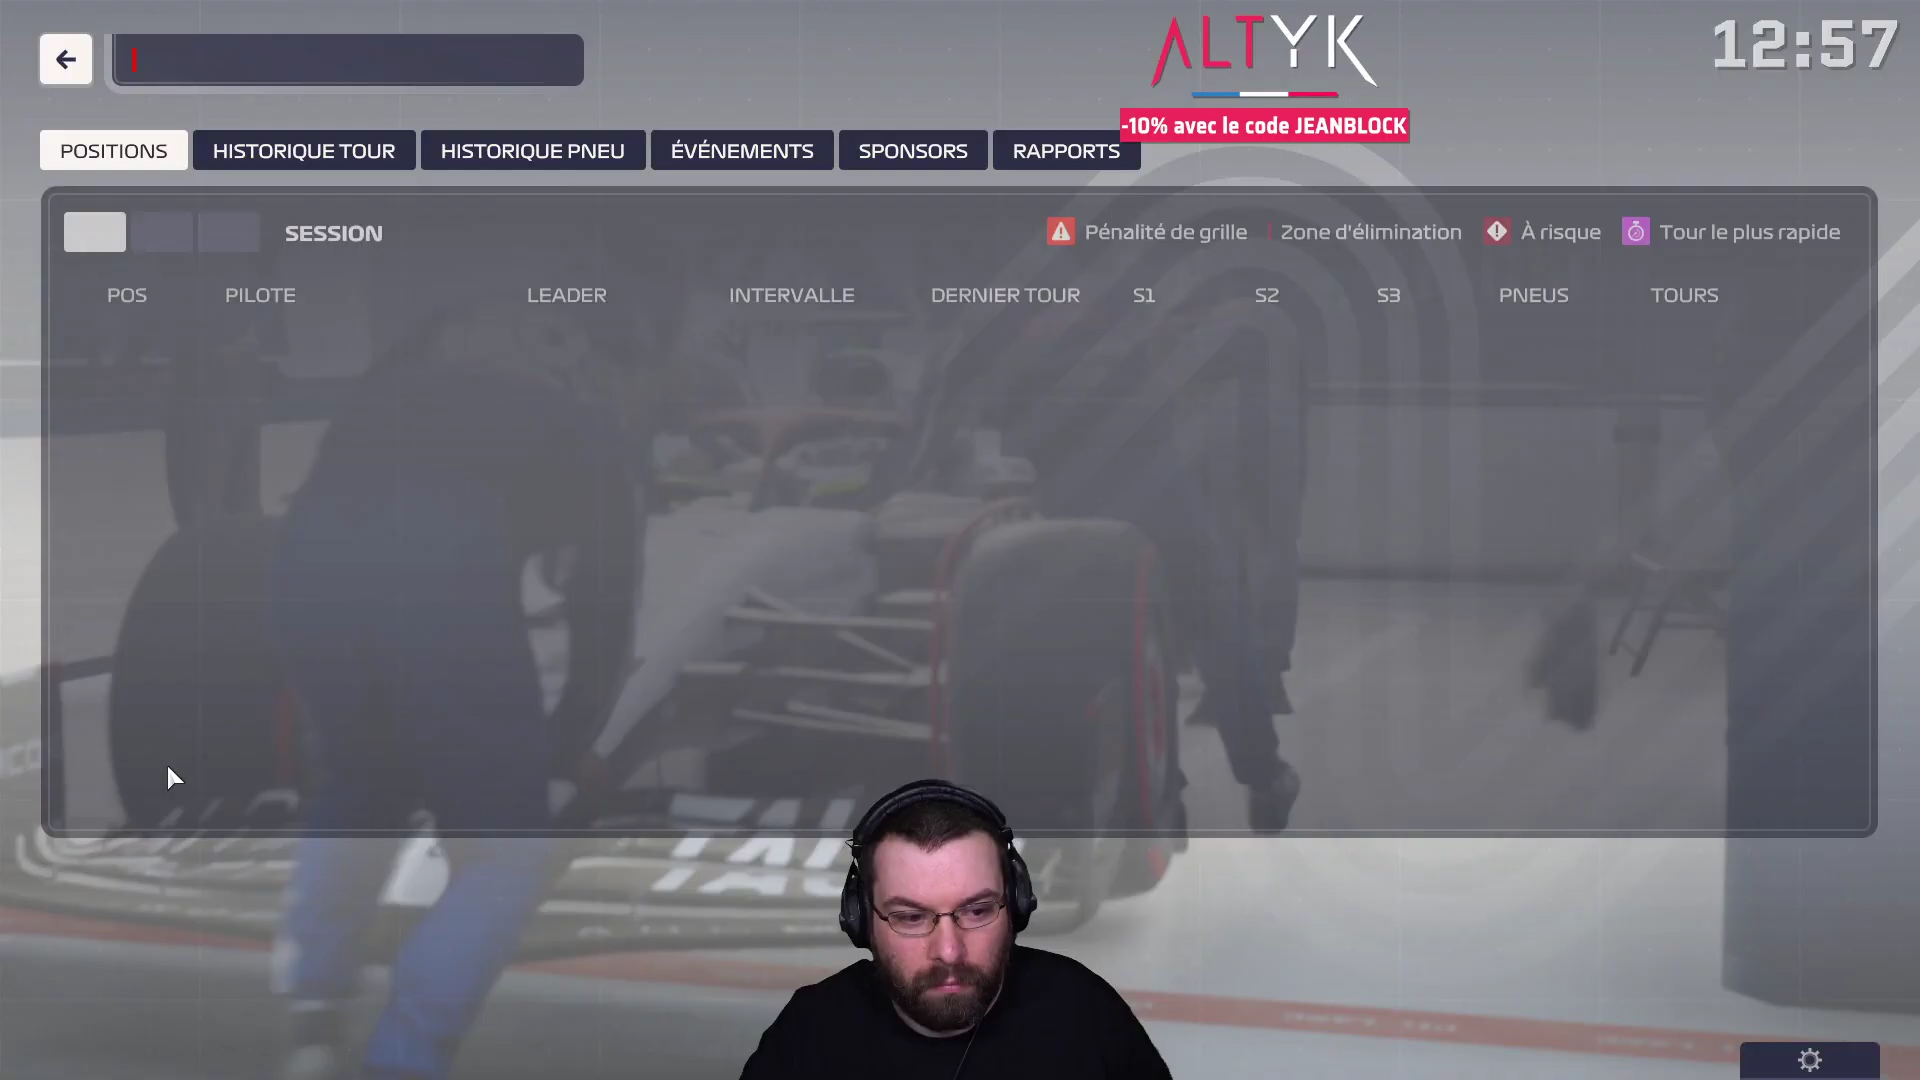 ALTYK
12:57
-10% avec le code JEANBLOCK
POSITIONS
HISTORIQUE TOUR
HISTORIQUE PNEU
ÉVÉNEMENTS
SPONSORS
RAPPORTS
SESSION
Pénalité de grille
Zone d'élimination
À risque
Tour le plus rapide
POS
PILOTE
LEADER
INTERVALLE
DERNIER TOUR
S1
S2
S3
PNEUS
TOURS